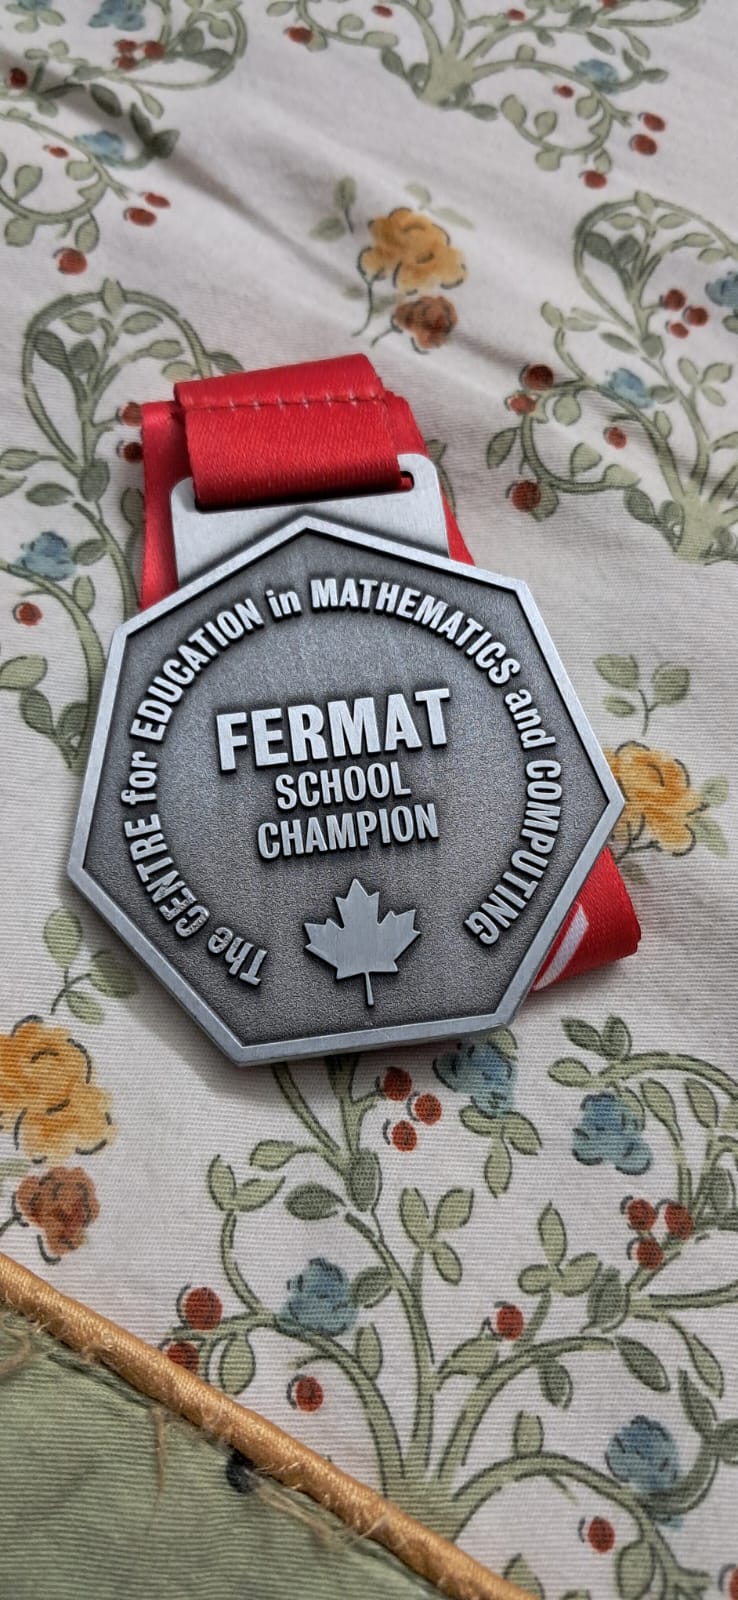 The CENTRE for EDUCATION in MATHEMATICS and COMPUTING
FERMAT
SCHOOL
CHAMPION